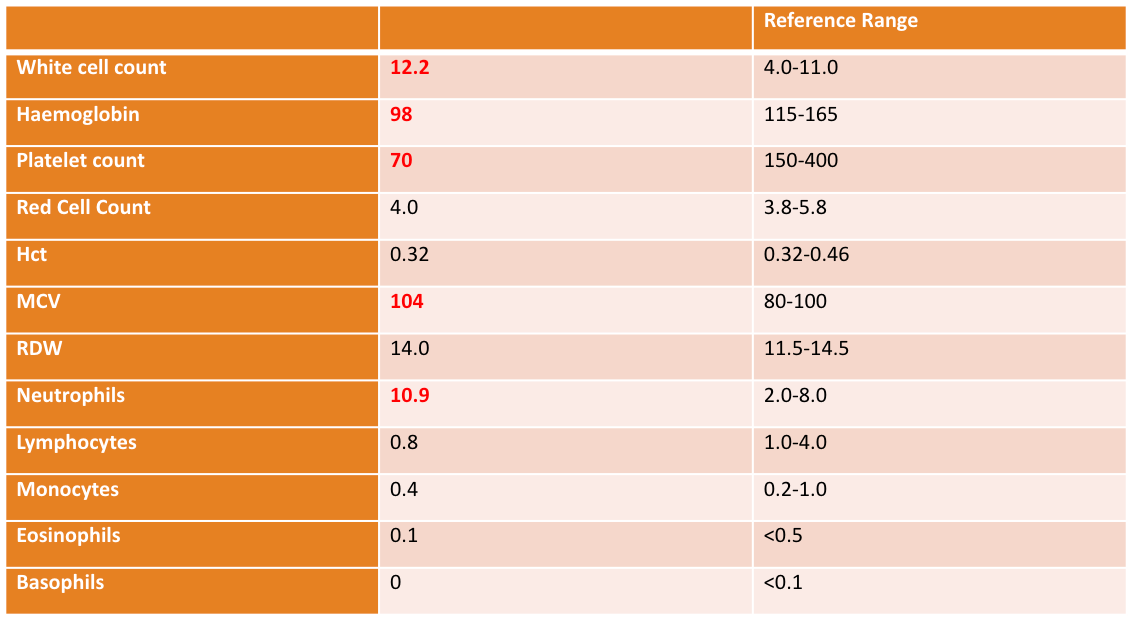 Reference Range
White cell count 12.2 4.0-11.0
Haemoglobin 98 115-165
Platelet count 70 150-400
Red Cell Count 4.0 3.8-5.8
Hct 0.32 0.32-0.46
MCV 104 80-100
RDW 14.0 11.5-14.5
Neutrophils 10.9 2.0-8.0
Lymphocytes 0.8 1.0-4.0
Monocytes 0.4 0.2-1.0
Eosinophils 0.1 <0.5
Basophils 0 <0.1